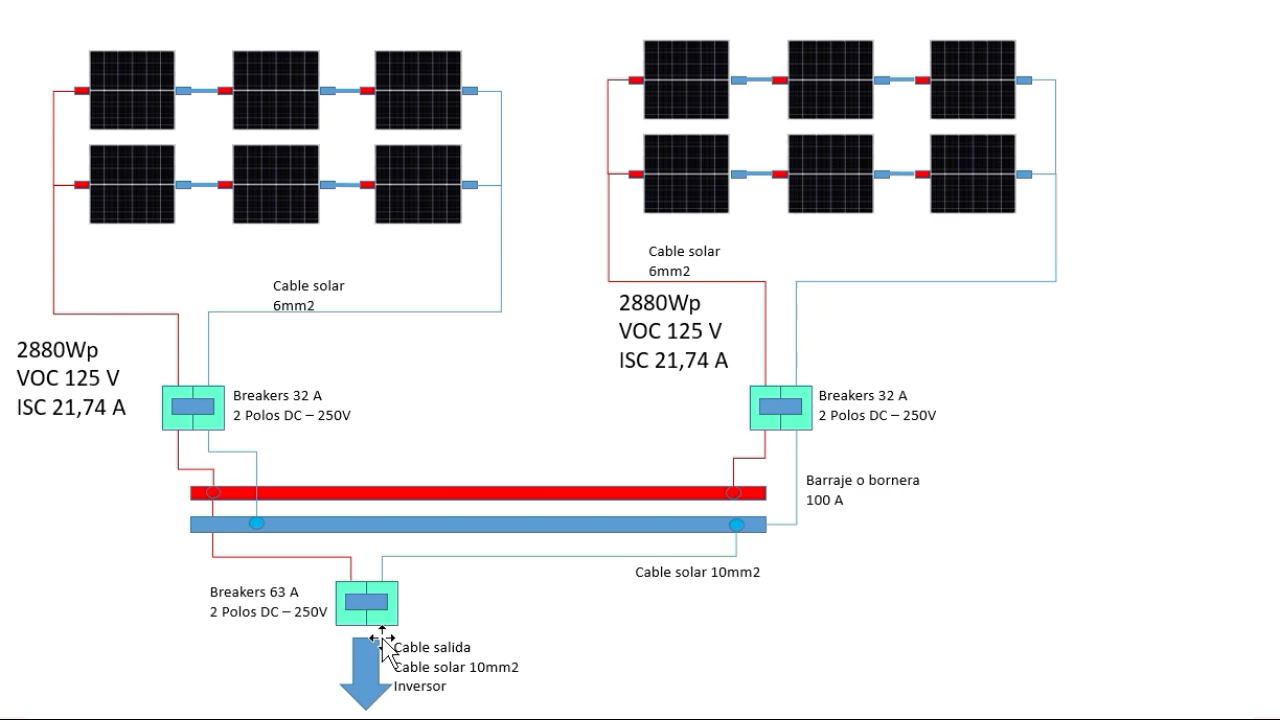 Cable solar
6mm2
2880Wp
VOC 125 V
ISC 21,74 A
Breakers 32 A
2 Polos DC – 250V
Cable solar
6mm2
2880Wp
VOC 125 V
ISC 21,74 A
Breakers 32 A
2 Polos DC – 250V
Barraje o bornera
100 A
Cable solar 10mm2
Breakers 63 A
2 Polos DC – 250V
Cable salida
Cable solar 10mm2
Inversor